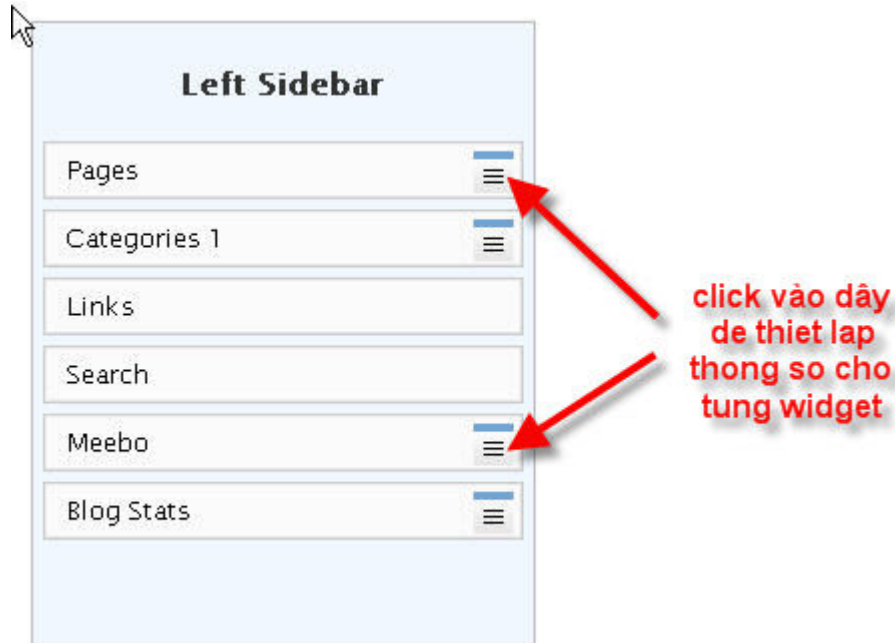 Left Sidebar
Pages
Categories 1
Links
Search
Meebo
Blog Stats
click vào dây
de thiet lap
thong so cho
tung widget